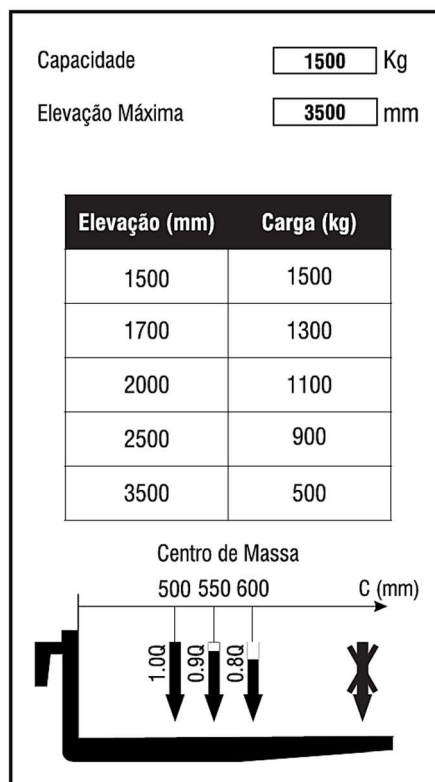 Capacidade 1500 Kg
Elevação Máxima 3500 mm
Elevação (mm) Carga (kg)
1500 1500
1700 1300
2000 1100
2500 900
3500 500
Centro de Massa
500 550 600 C (mm)
1.0Q 0.9Q 0.8Q